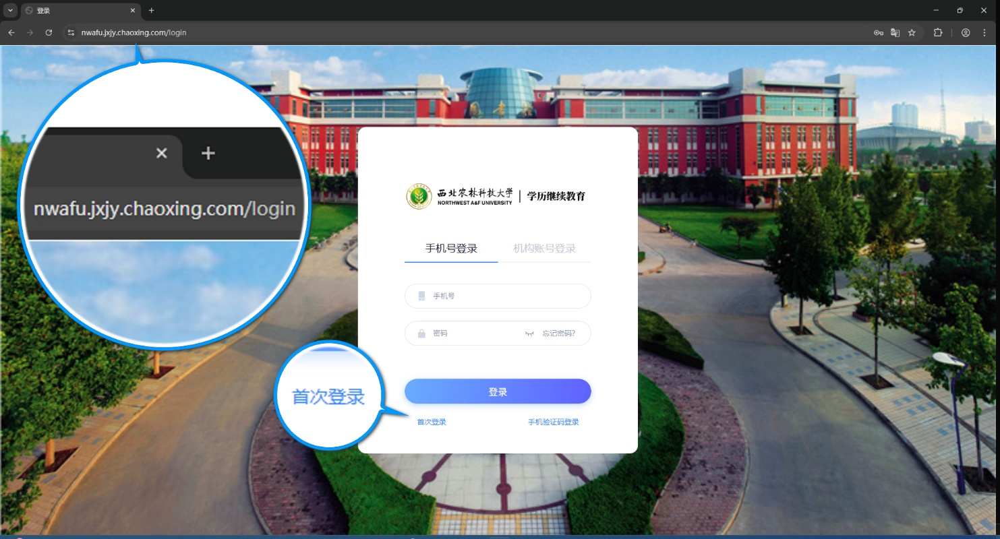 登录
nwafu.jxjy.chaoxing.com/login
nwafu.jxjy.chaoxing.com/login
图书馆
西北农林科技大学
NORTHWEST A&F UNIVERSITY
学历继续教育
手机号登录 机构账号登录
手机号
密码 忘记密码?
登录
首次登录
首次登录 手机验证码登录